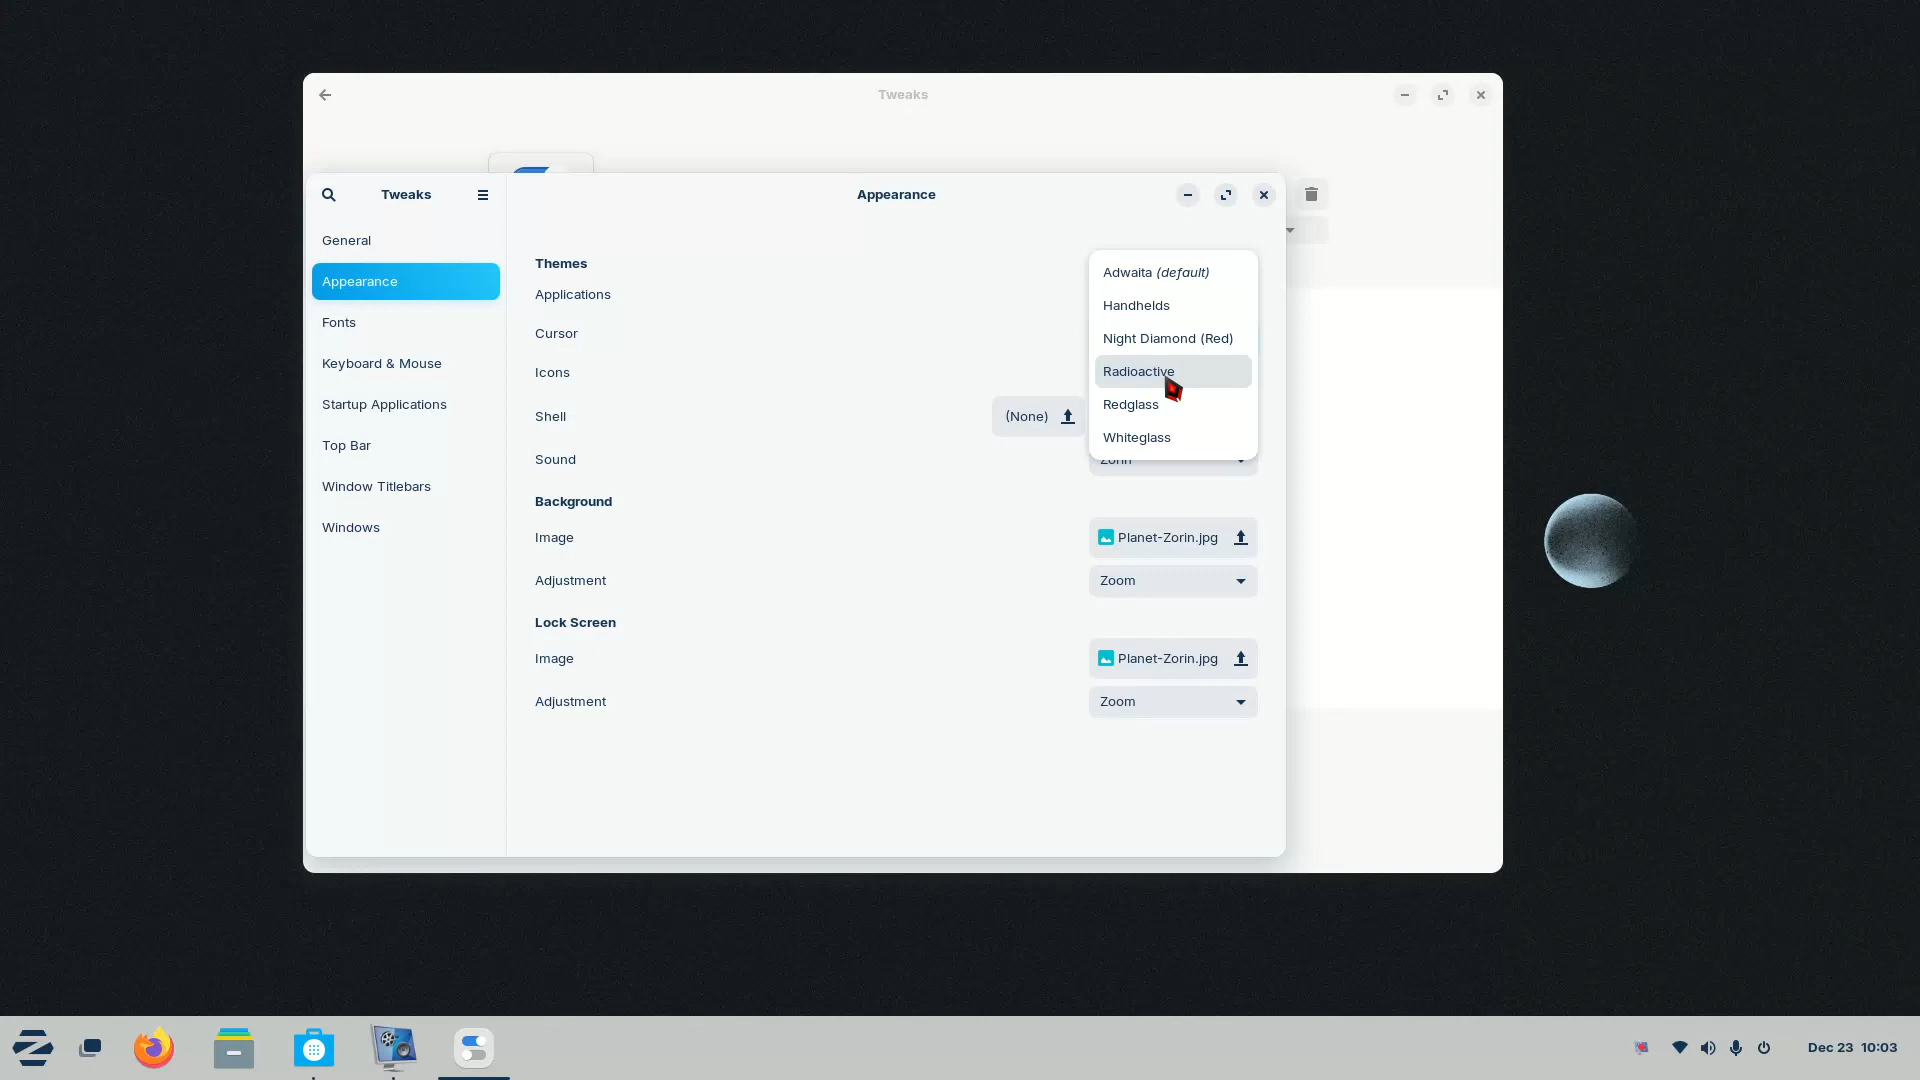 Tweaks
Tweaks
Appearance
General
Appearance
Fonts
Keyboard & Mouse
Startup Applications
Top Bar
Window Titlebars
Windows
Themes
Applications
Cursor
Icons
Shell
(None)
Sound
Zorin
Adwaita (default)
Handhelds
Night Diamond (Red)
Radioactive
Redglass
Whiteglass
Background
Image
Planet-Zorin.jpg
Adjustment
Zoom
Lock Screen
Image
Planet-Zorin.jpg
Adjustment
Zoom
Dec 23 10:03